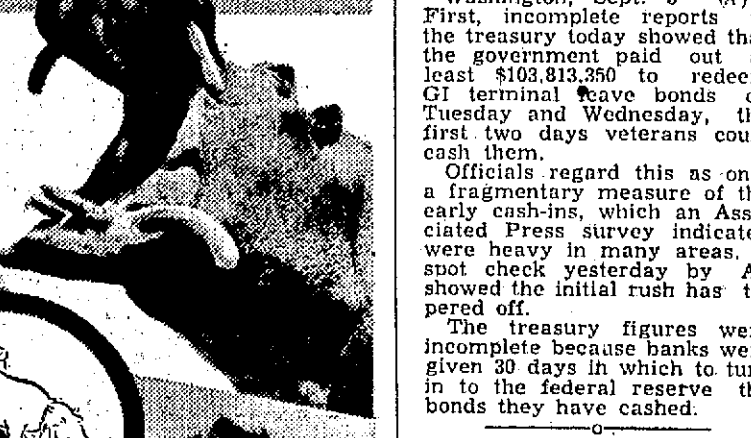 Washington, Sept. 5 (A)
First, incomplete reports
the treasury today showed tha
the government paid out
least $103,813,350 to redee
GI terminal leave bonds o
Tuesday and Wednesday, th
first two days veterans cou
cash them.
Officials regard this as on
a fragmentary measure of th
early cash-ins, which an Ass
ciated Press survey indicate
were heavy in many areas.
spot check yesterday by A
showed the initial rush has t
pered off.
The treasury figures wer
incomplete because banks we
given 30 days in which to tur
in to the federal reserve th
bonds they have cashed.